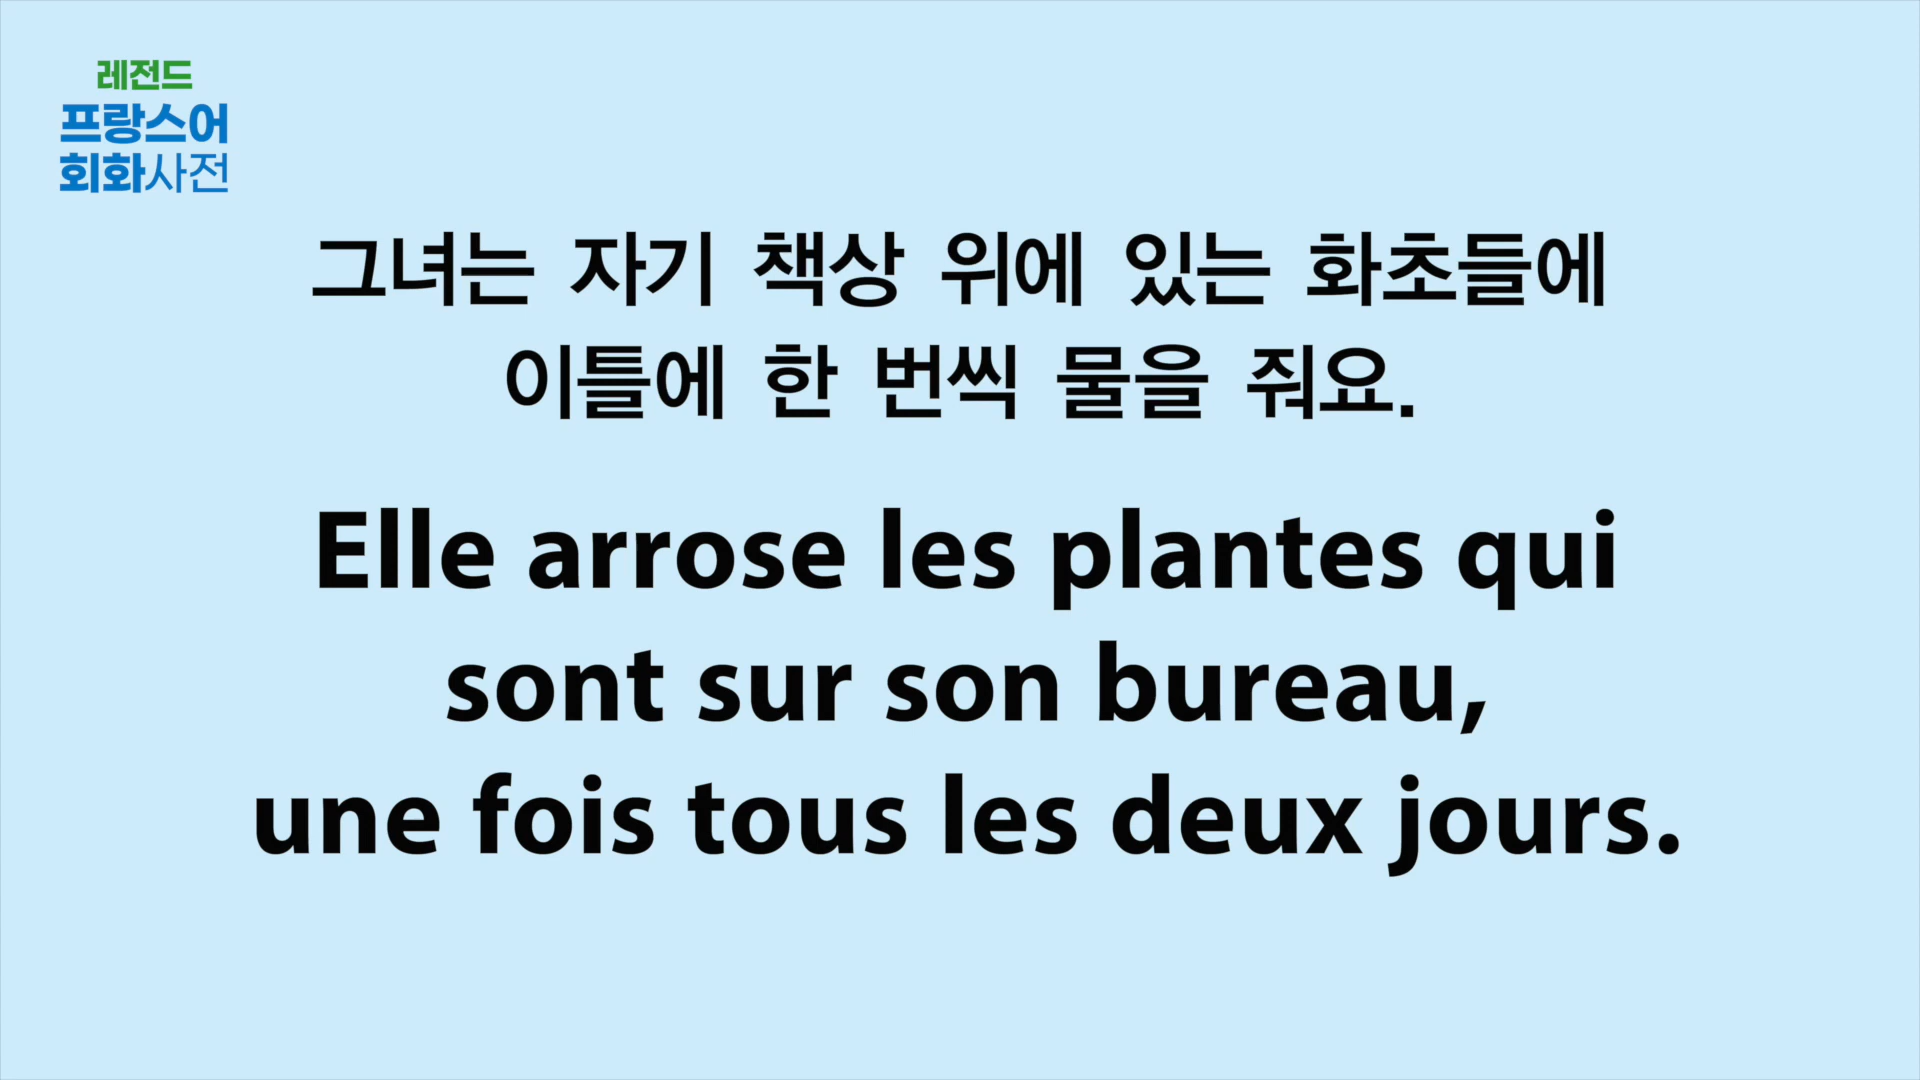 레전드
프랑스어
회화사전
그녀는 자기 책상 위에 있는 화초들에
이틀에 한 번씩 물을 줘요.
Elle arrose les plantes qui
sont sur son bureau,
une fois tous les deux jours.